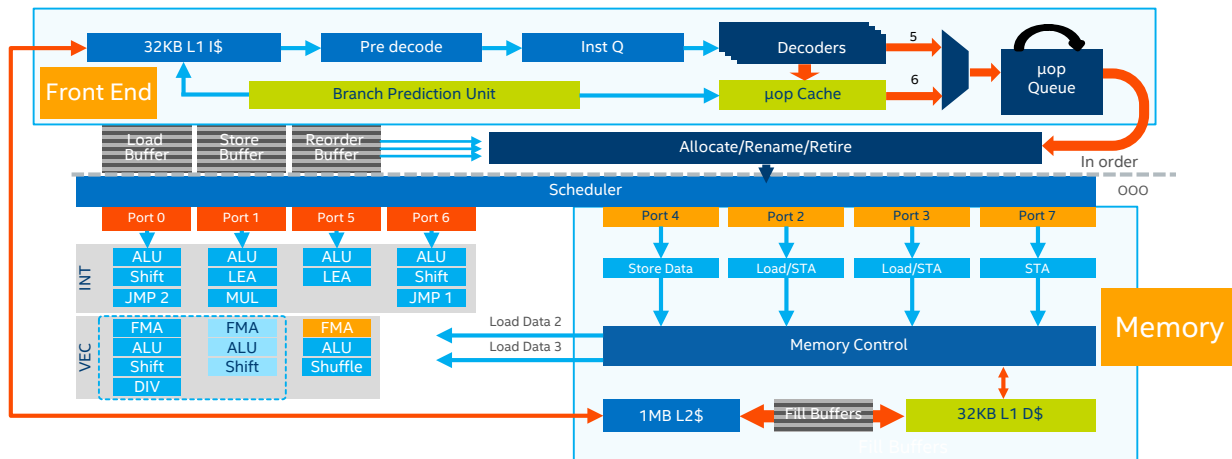 32KB L1 I$
Pre decode
Inst Q
Decoders
5
μop
Queue
Front End
Branch Prediction Unit
μop Cache
6
Load
Buffer
Store
Buffer
Reorder
Buffer
Allocate/Rename/Retire
In order
Scheduler
OOO
Port 0
Port 1
Port 5
Port 6
Port 4
Port 2
Port 3
Port 7
INT
ALU
Shift
JMP 2
ALU
LEA
MUL
ALU
LEA
ALU
Shift
JMP 1
Store Data
Load/STA
Load/STA
STA
VEC
FMA
ALU
Shift
DIV
FMA
ALU
Shift
FMA
ALU
Shuffle
Load Data 2
Load Data 3
Memory Control
Memory
1MB L2$
Fill Buffers
32KB L1 D$
Fill Buffers